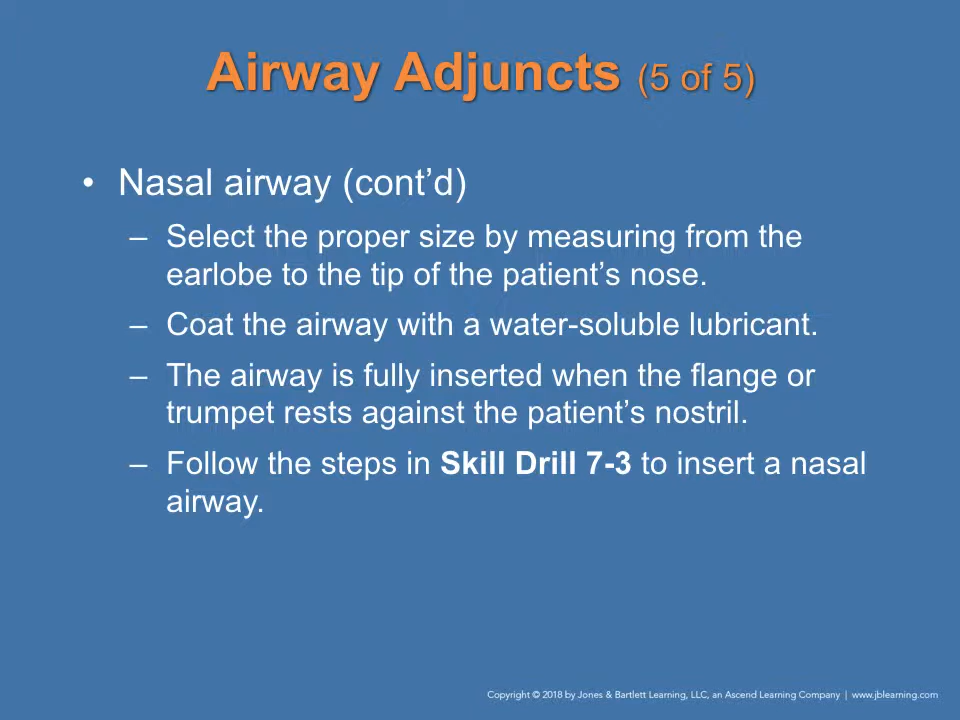 Airway Adjuncts (5 of 5)
• Nasal airway (cont’d)
– Select the proper size by measuring from the
earlobe to the tip of the patient’s nose.
– Coat the airway with a water-soluble lubricant.
– The airway is fully inserted when the flange or
trumpet rests against the patient’s nostril.
– Follow the steps in Skill Drill 7-3 to insert a nasal
airway.
Copyright © 2018 by Jones & Bartlett Learning, LLC, an Ascend Learning Company | www.jblearning.com